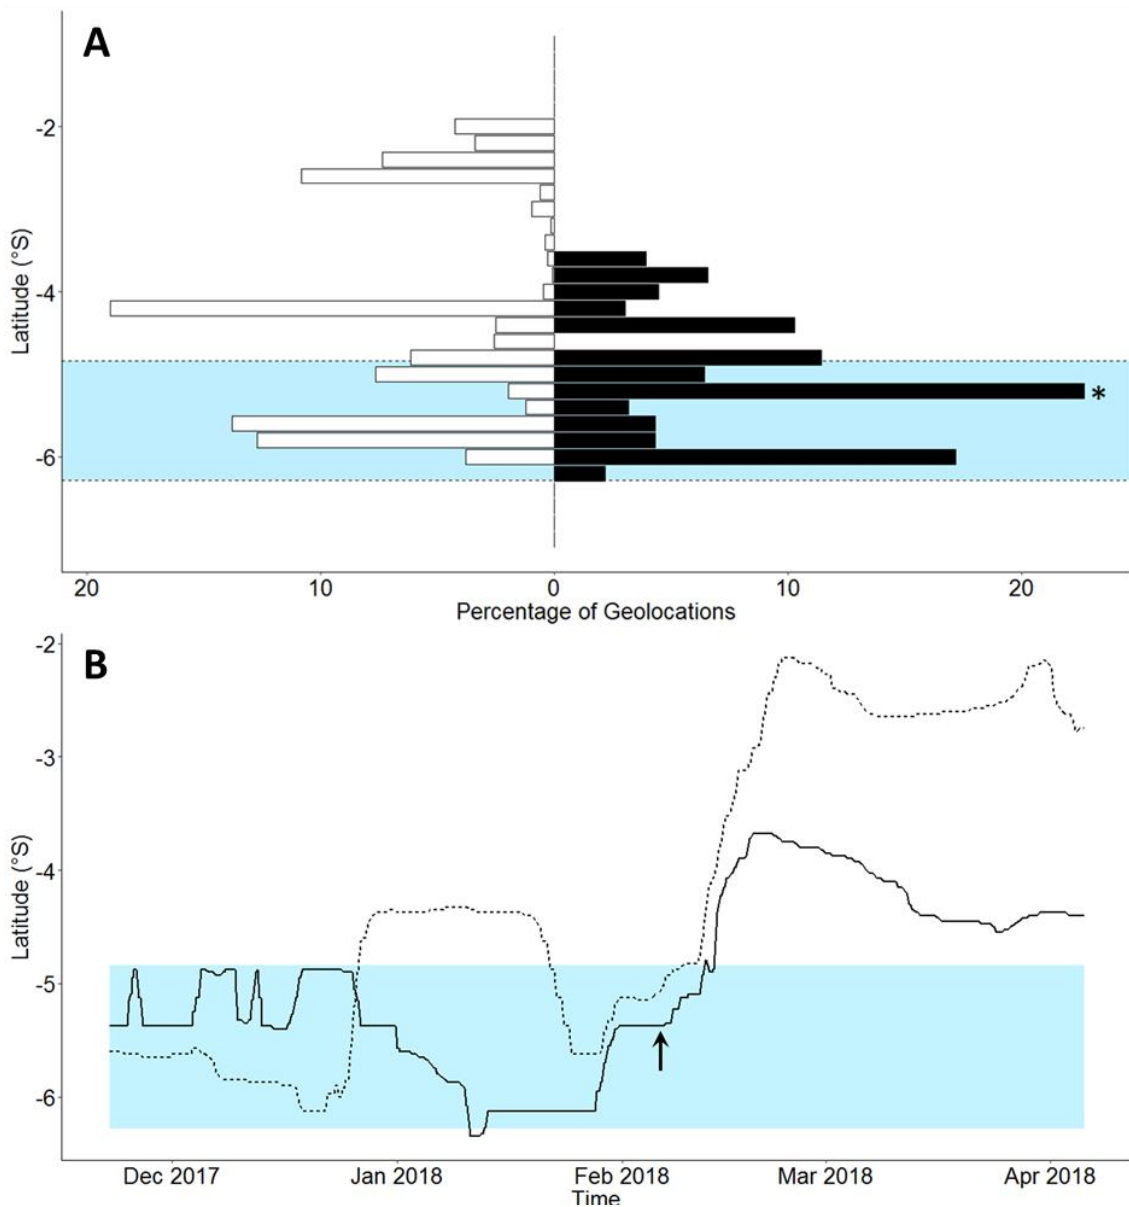 A
Latitude (°S)
-2
-4
-6
*
20 10 0 10 20
Percentage of Geolocations
B
Latitude (°S)
-2
-3
-4
-5
-6
Dec 2017 Jan 2018 Feb 2018 Mar 2018 Apr 2018
Time